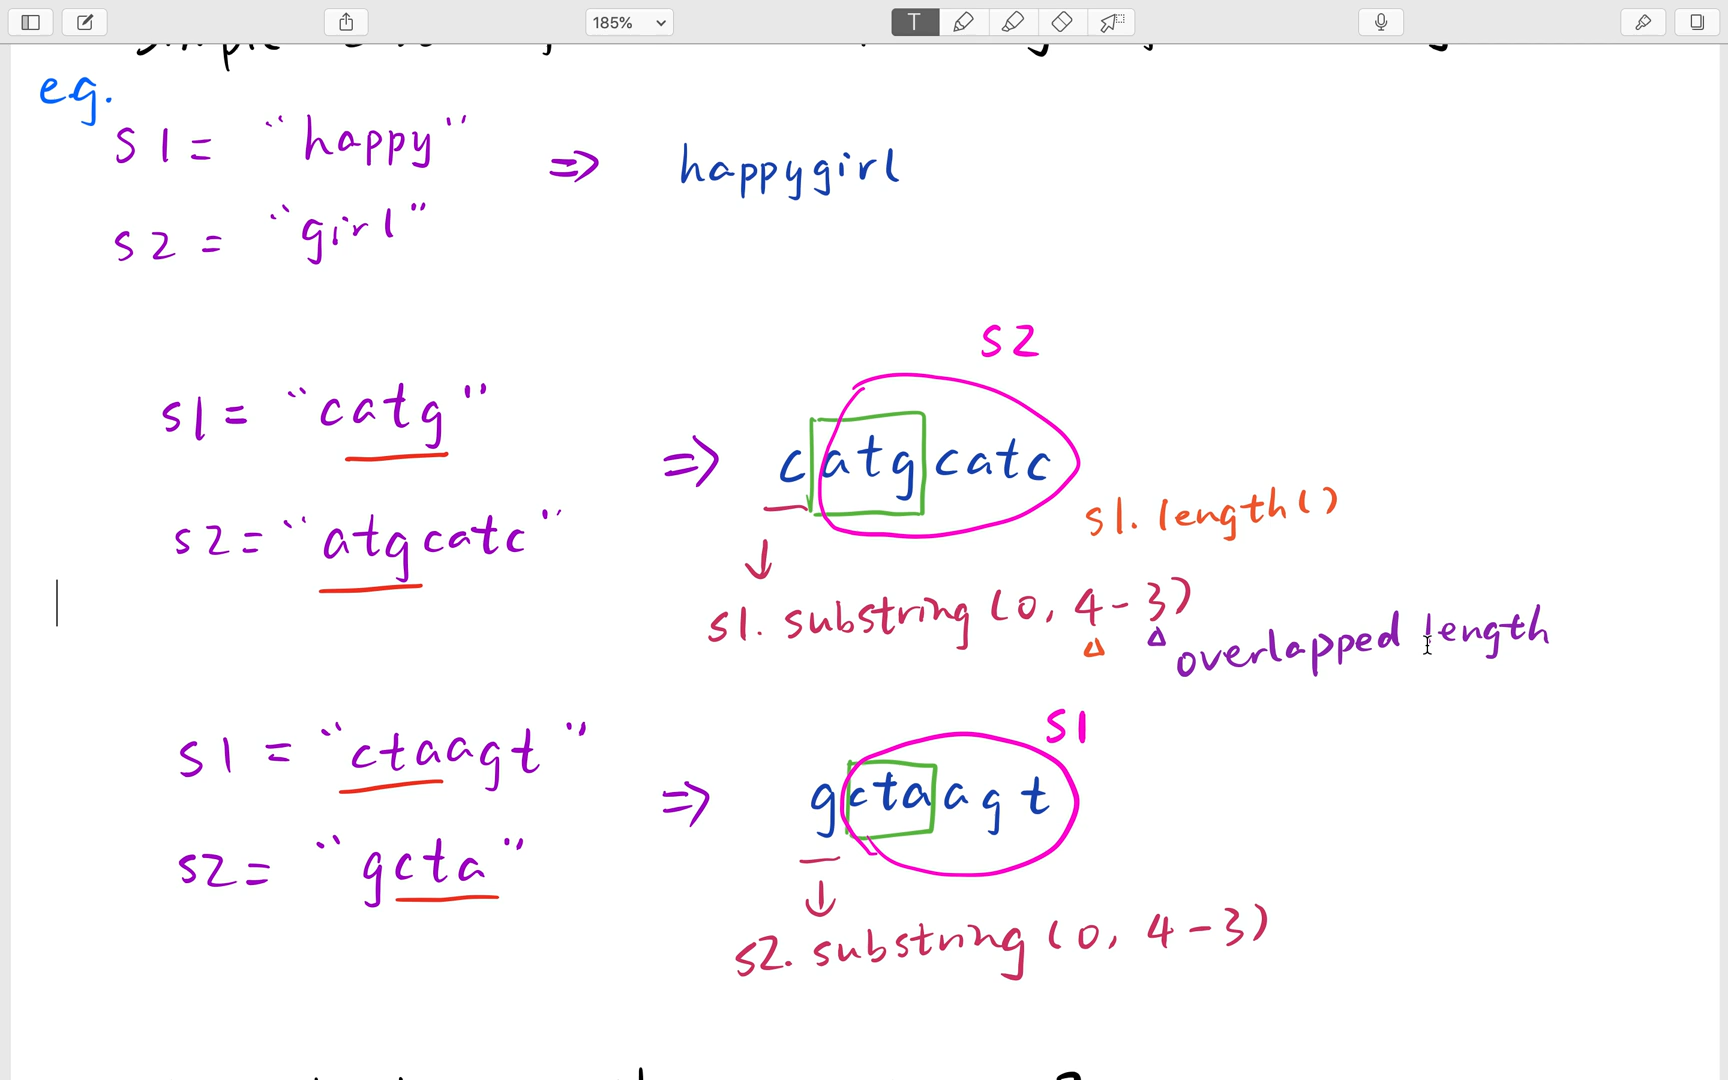 185%
T
simple
e.g.
s1 = "happy"
=> happygirl
s2 = "girl"
s2
s1 = "catg"
=> catgcatc
s1.length()
s2 = "atgcatc"
s1.substring(0, 4-3)
overlapped length
s1
s1 = "ctaagt"
=> gctaagt
s2 = "gcta"
s2.substring(0, 4-3)